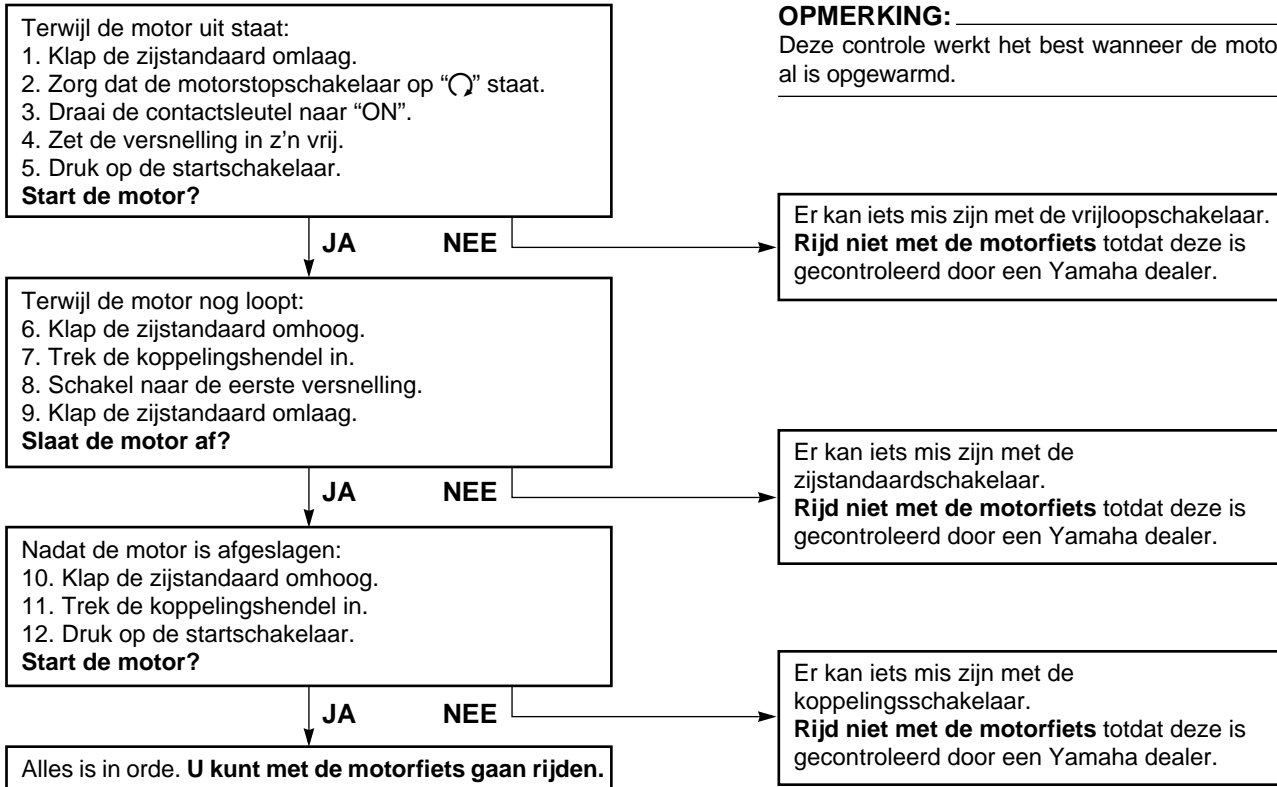 Terwijl de motor uit staat:
1. Klap de zijstandaard omlaag.
2. Zorg dat de motorstopschakelaar op “” staat.
3. Draai de contactsleutel naar “ON”.
4. Zet de versnelling in z’n vrij.
5. Druk op de startschakelaar.
Start de motor?
OPMERKING:
Deze controle werkt het best wanneer de moto
al is opgewarmd.
JA NEE
Er kan iets mis zijn met de vrijloopschakelaar.
Rijd niet met de motorfiets totdat deze is
gecontroleerd door een Yamaha dealer.
Terwijl de motor nog loopt:
6. Klap de zijstandaard omhoog.
7. Trek de koppelingshendel in.
8. Schakel naar de eerste versnelling.
9. Klap de zijstandaard omlaag.
Slaat de motor af?
JA NEE
Er kan iets mis zijn met de
zijstandaardschakelaar.
Rijd niet met de motorfiets totdat deze is
gecontroleerd door een Yamaha dealer.
Nadat de motor is afgeslagen:
10. Klap de zijstandaard omhoog.
11. Trek de koppelingshendel in.
12. Druk op de startschakelaar.
Start de motor?
JA NEE
Er kan iets mis zijn met de
koppelingsschakelaar.
Rijd niet met de motorfiets totdat deze is
gecontroleerd door een Yamaha dealer.
Alles is in orde. U kunt met de motorfiets gaan rijden.